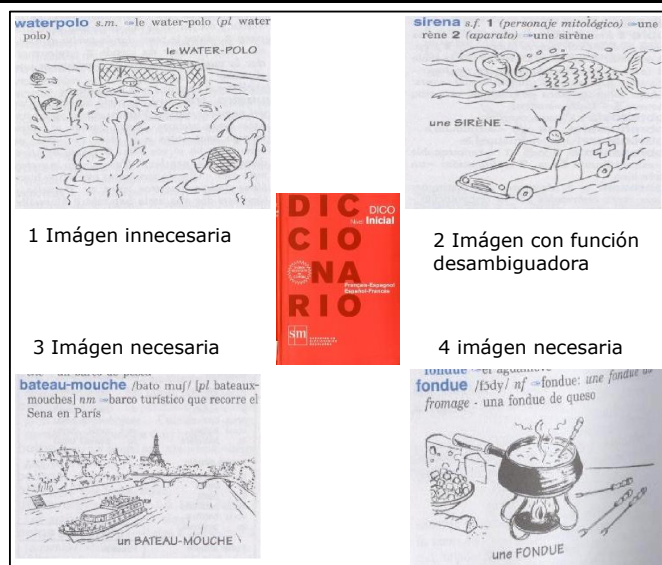 waterpolo s.m. ⇒le water-polo (pl water
polo)
le WATER-POLO
1 Imágen innecesaria
sirena s.f. 1 (personaje mitológico) ⇒une
rène 2 (aparato) ⇒une sirène
une SIRÈNE
2 Imágen con función
desambiguadora
DICO
Nivel Inicial
DIC
CIO
NA
RIO
Français-Espagnol
Español-Francés
sm
3 Imágen necesaria
bateau-mouche /bato muʃ/ [pl bateaux-
mouches] nm ⇒barco turístico que recorre el
Sena en París
un BATEAU-MOUCHE
4 imágen necesaria
fondue /fɔ̃dy/ nf ⇒fondue: une fondue de
fromage - una fondue de queso
une FONDUE